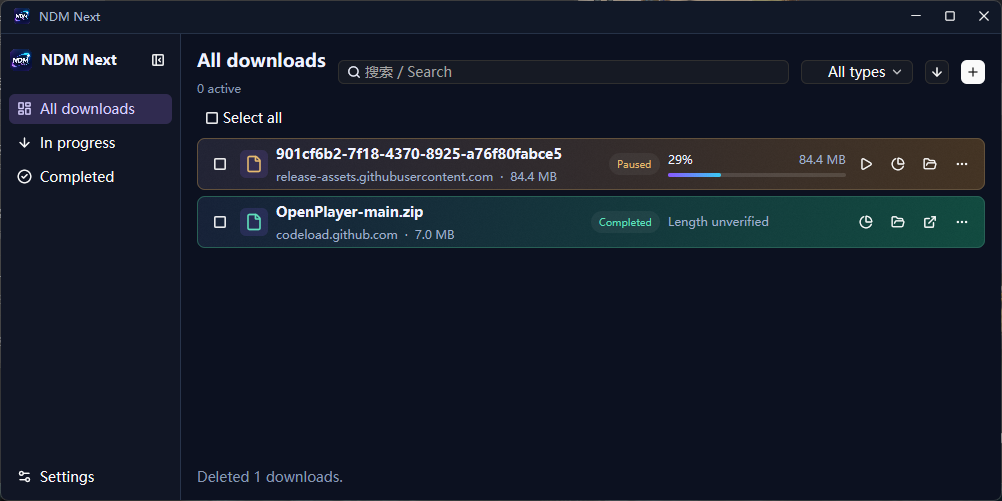 NDM NDM Next
NDM NDM Next
All downloads
In progress
Completed
Settings
All downloads
0 active
搜索 / Search
All types
Select all
901cf6b2-7f18-4370-8925-a76f80fabce5
release-assets.githubusercontent.com · 84.4 MB
Paused
29%
84.4 MB
OpenPlayer-main.zip
codeload.github.com · 7.0 MB
Completed
Length unverified
Deleted 1 downloads.